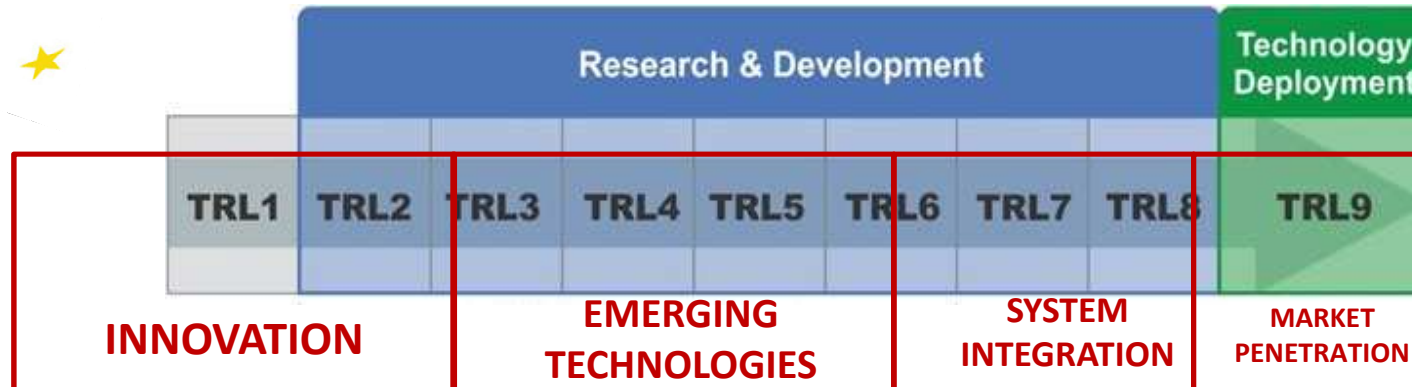 Research & Development
Technology
Deployment
TRL1 TRL2 TRL3 TRL4 TRL5 TRL6 TRL7 TRL8 TRL9
INNOVATION
EMERGING
TECHNOLOGIES
SYSTEM
INTEGRATION
MARKET
PENETRATION